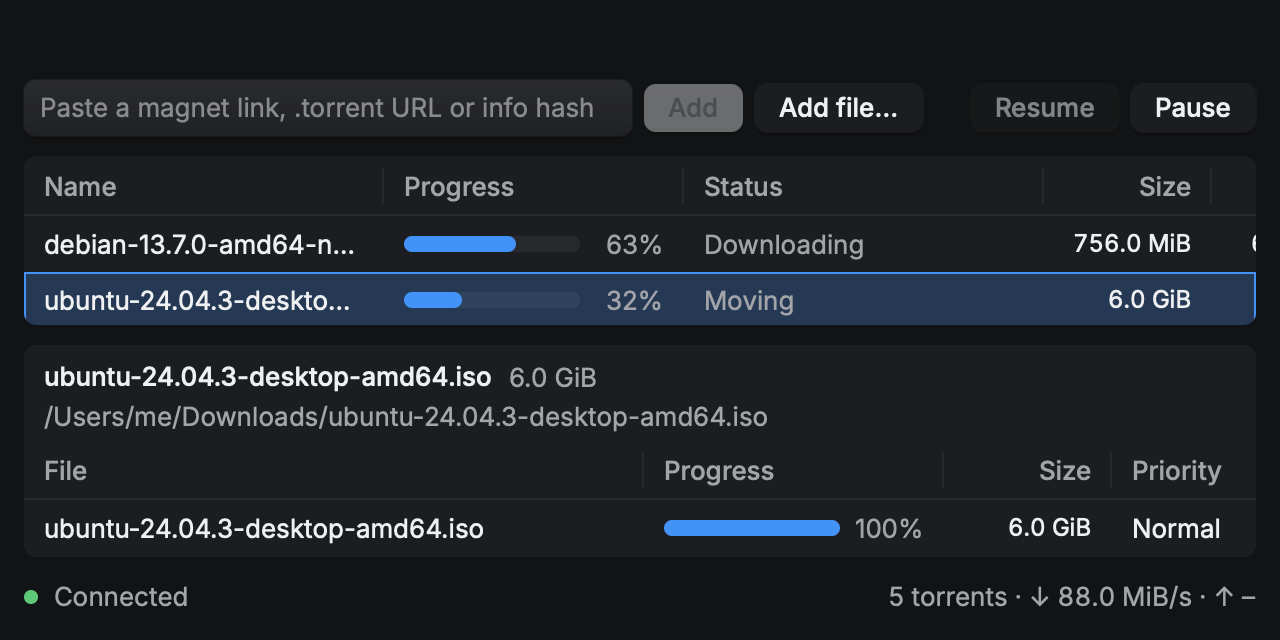 Paste a magnet link, .torrent URL or info hash Add Add file... Resume Pause
Name Progress Status Size
debian-13.7.0-amd64-n... 63% Downloading 756.0 MiB
ubuntu-24.04.3-deskto... 32% Moving 6.0 GiB
ubuntu-24.04.3-desktop-amd64.iso 6.0 GiB
/Users/me/Downloads/ubuntu-24.04.3-desktop-amd64.iso
File Progress Size Priority
ubuntu-24.04.3-desktop-amd64.iso 100% 6.0 GiB Normal
Connected 5 torrents · ↓ 88.0 MiB/s · ↑ –